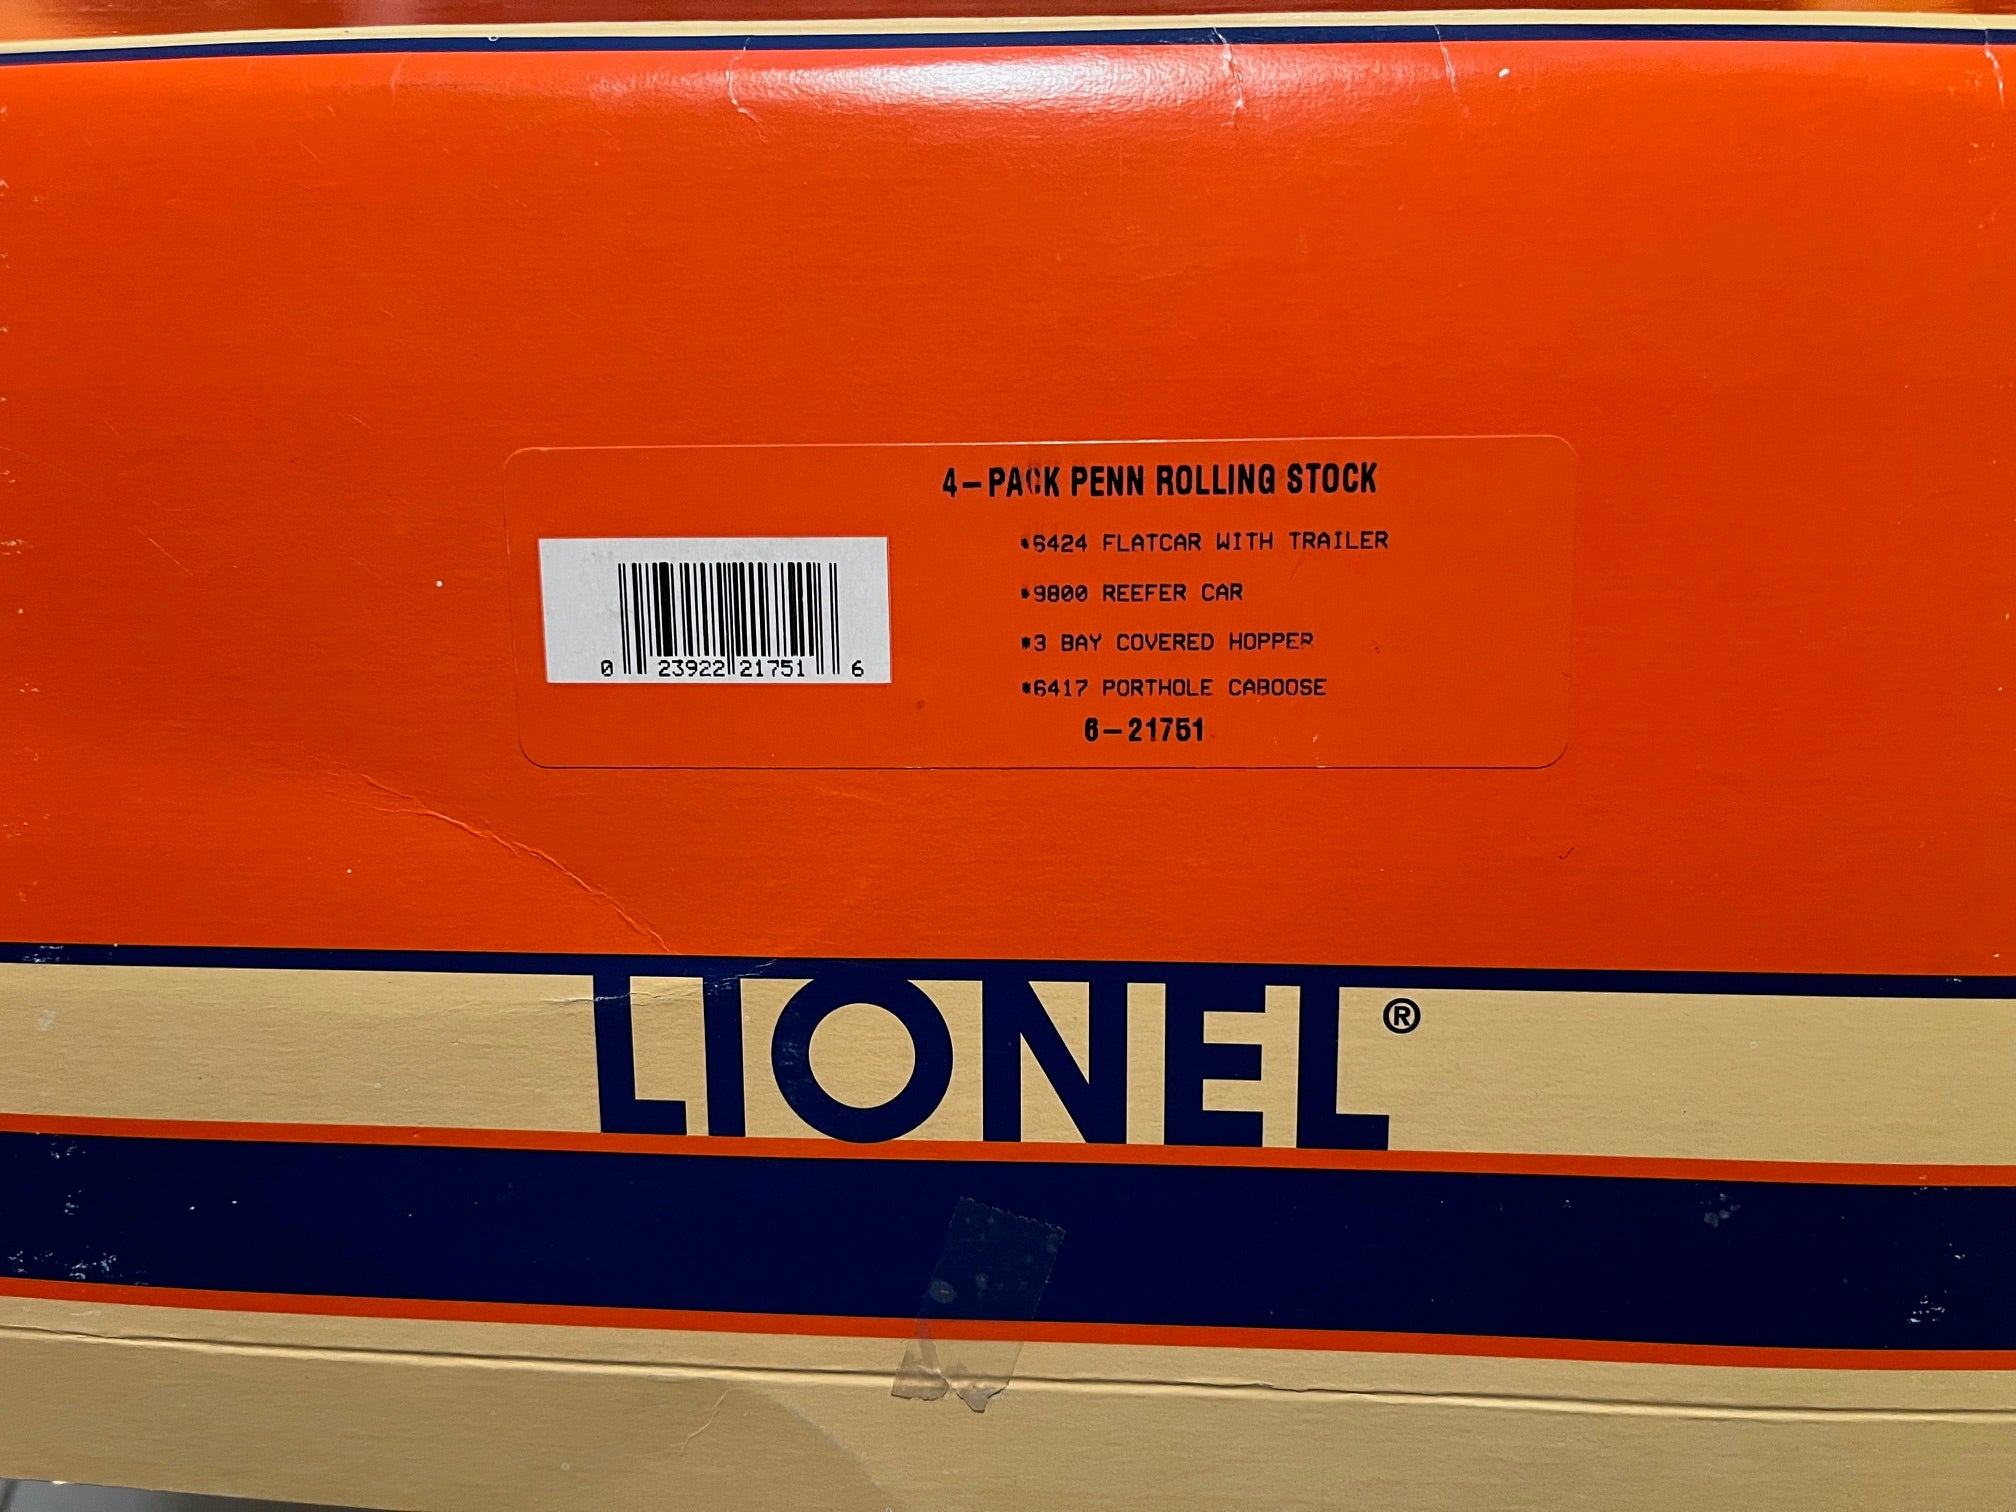 4-PACK PENN ROLLING STOCK
*6424 FLATCAR WITH TRAILER
*9800 REEFER CAR
*3 BAY COVERED HOPPER
*6417 PORTHOLE CABOOSE
6-21751
0 23922 21751 6
LIONEL®